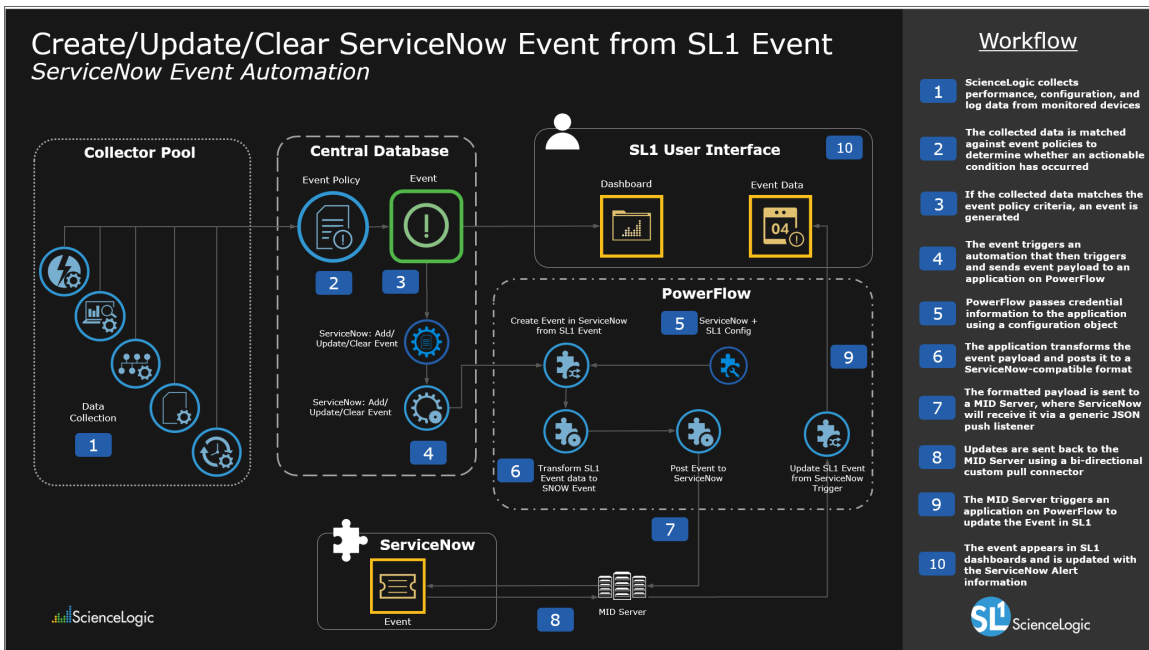 Create/Update/Clear ServiceNow Event from SL1 Event
ServiceNow Event Automation
Collector Pool
Data
Collection
1
Central Database
Event Policy
Event
2
3
ServiceNow: Add/
Update/Clear Event
ServiceNow: Add/
Update/Clear Event
4
SL1 User Interface
10
Dashboard
Event Data
04
PowerFlow
Create Event in ServiceNow
from SL1 Event
5
ServiceNow +
SL1 Config
9
6
Transform SL1
Event data to
SNOW Event
Post Event to
ServiceNow
Update SL1 Event
from ServiceNow
Trigger
7
ServiceNow
Event
8
MID Server
ScienceLogic
Workflow
1
ScienceLogic collects
performance, configuration, and
log data from monitored devices
2
The collected data is matched
against event policies to
determine whether an actionable
condition has occurred
3
If the collected data matches the
event policy criteria, an event is
generated
4
The event triggers an
automation that then triggers
and sends event payload to an
application on PowerFlow
5
PowerFlow passes credential
information to the application
using a configuration object
6
The application transforms the
event payload and posts it to a
ServiceNow-compatible format
7
The formatted payload is sent to
a MID Server, where ServiceNow
will receive it via a generic JSON
push listener
8
Updates are sent back to the
MID Server using a bi-directional
custom pull connector
9
The MID Server triggers an
application on PowerFlow to
update the Event in SL1
10
The event appears in SL1
dashboards and is updated with
the ServiceNow Alert
information
SL1
ScienceLogic